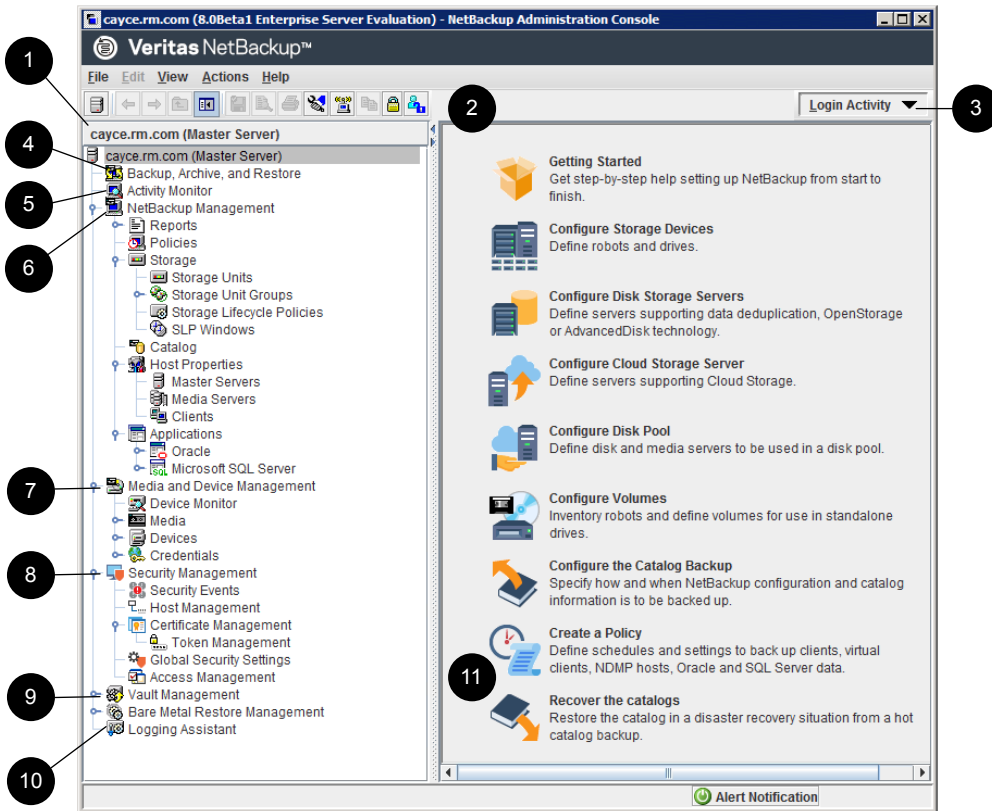 cayce.rm.com (8.0Beta1 Enterprise Server Evaluation) - NetBackup Administration Console
Veritas NetBackup™
1
File Edit View Actions Help
2
Login Activity
3
cayce.rm.com (Master Server)
cayce.rm.com (Master Server)
4
Backup, Archive, and Restore
5
Activity Monitor
6
NetBackup Management
Reports
Policies
Storage
Storage Units
Storage Unit Groups
Storage Lifecycle Policies
SLP Windows
Catalog
Host Properties
Master Servers
Media Servers
Clients
Applications
Oracle
SQL
Microsoft SQL Server
7
Media and Device Management
Device Monitor
Media
Devices
Credentials
8
Security Management
Security Events
Host Management
Certificate Management
Token Management
Global Security Settings
Access Management
9
Vault Management
Bare Metal Restore Management
10
Logging Assistant
Getting Started
Get step-by-step help setting up NetBackup from start to
finish.
Configure Storage Devices
Define robots and drives.
Configure Disk Storage Servers
Define servers supporting data deduplication, OpenStorage
or AdvancedDisk technology.
Configure Cloud Storage Server
Define servers supporting Cloud Storage.
Configure Disk Pool
Define disk and media servers to be used in a disk pool.
Configure Volumes
Inventory robots and define volumes for use in standalone
drives.
Configure the Catalog Backup
Specify how and when NetBackup configuration and catalog
information is to be backed up.
Create a Policy
Define schedules and settings to back up clients, virtual
clients, NDMP hosts, Oracle and SQL Server data.
11
Recover the catalogs
Restore the catalog in a disaster recovery situation from a hot
catalog backup.
Alert Notification